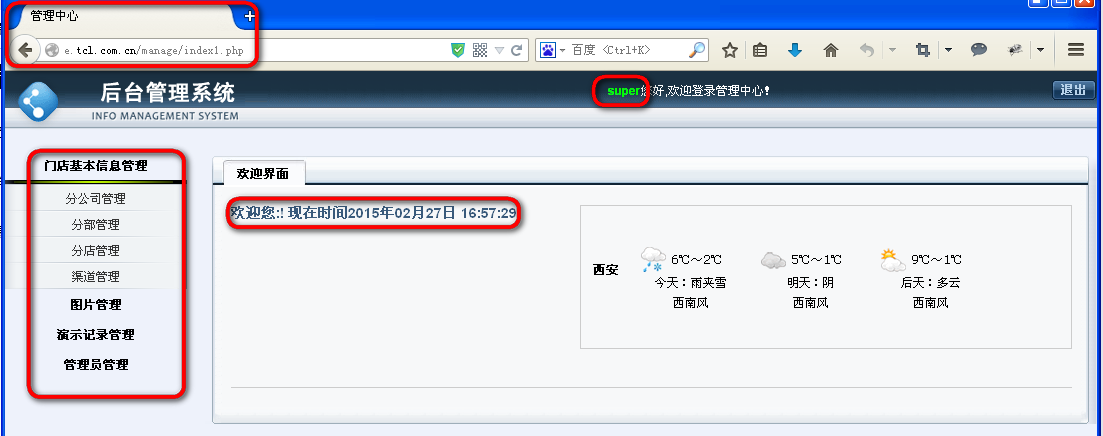 管理中心
e.tcl.com.cn/manage/index1.php
百度 <Ctrl+K>
后台管理系统
INFO MANAGEMENT SYSTEM
super您好,欢迎登录管理中心!
退出
门店基本信息管理
分公司管理
分部管理
分店管理
渠道管理
图片管理
演示记录管理
管理员管理
欢迎界面
欢迎您:! 现在时间2015年02月27日 16:57:29
西安
6℃~2℃
今天:雨夹雪
西南风
5℃~1℃
明天:阴
西南风
9℃~1℃
后天:多云
西南风